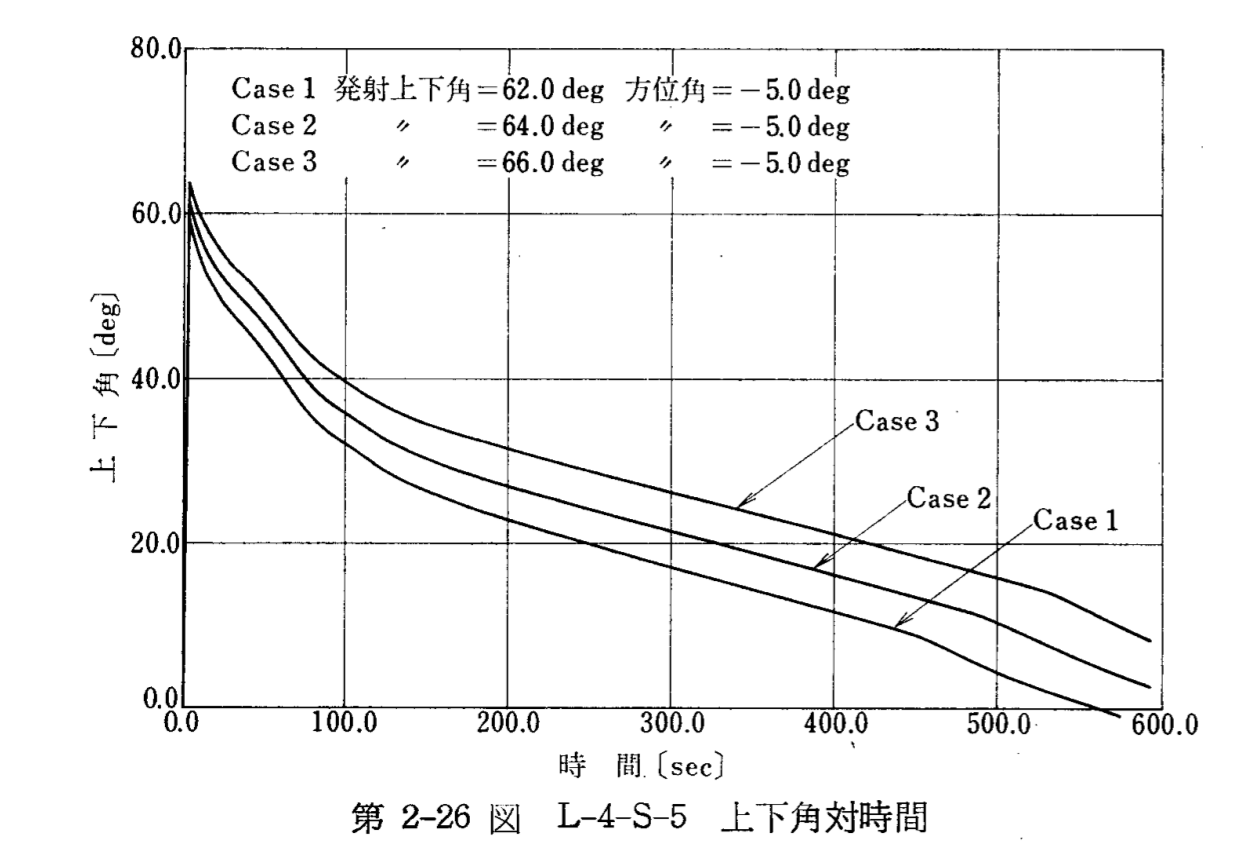 80.0
Case 1 発射上下角=62.0 deg 方位角=−5.0 deg
Case 2 〃 =64.0 deg 〃 =−5.0 deg
Case 3 〃 =66.0 deg 〃 =−5.0 deg
60.0
上下角〔deg〕
40.0
Case 3
Case 2
Case 1
20.0
0.0
0.0 100.0 200.0 300.0 400.0 500.0 600.0
時 間〔sec〕
第 2-26 図 L-4-S-5 上下角対時間